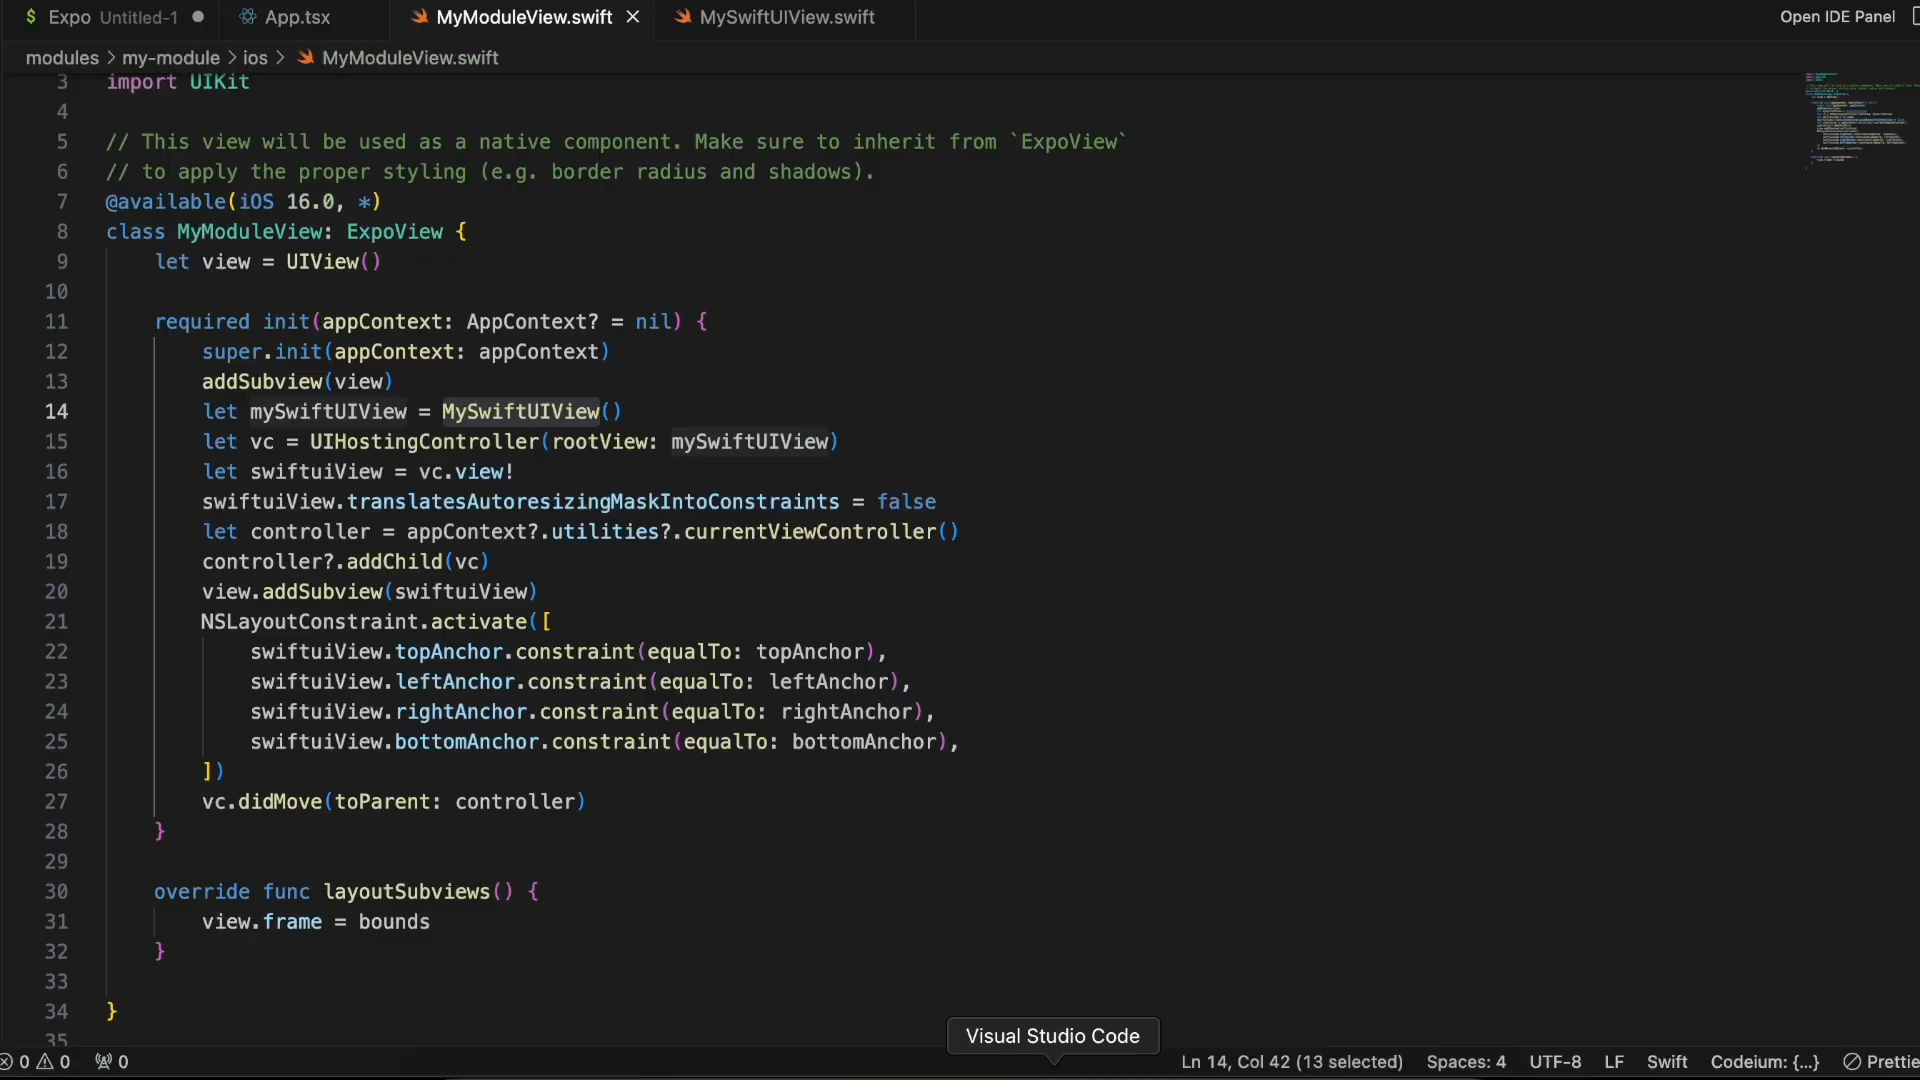 $ Expo Untitled-1
App.tsx
MyModuleView.swift
MySwiftUIView.swift
Open IDE Panel
modules > my-module > ios > MyModuleView.swift
3 import UIKit
4
5 // This view will be used as a native component. Make sure to inherit from `ExpoView`
6 // to apply the proper styling (e.g. border radius and shadows).
7 @available(iOS 16.0, *)
8 class MyModuleView: ExpoView {
9 let view = UIView()
10
11 required init(appContext: AppContext? = nil) {
12 super.init(appContext: appContext)
13 addSubview(view)
14 let mySwiftUIView = MySwiftUIView()
15 let vc = UIHostingController(rootView: mySwiftUIView)
16 let swiftuiView = vc.view!
17 swiftuiView.translatesAutoresizingMaskIntoConstraints = false
18 let controller = appContext?.utilities?.currentViewController()
19 controller?.addChild(vc)
20 view.addSubview(swiftuiView)
21 NSLayoutConstraint.activate([
22 swiftuiView.topAnchor.constraint(equalTo: topAnchor),
23 swiftuiView.leftAnchor.constraint(equalTo: leftAnchor),
24 swiftuiView.rightAnchor.constraint(equalTo: rightAnchor),
25 swiftuiView.bottomAnchor.constraint(equalTo: bottomAnchor),
26 ])
27 vc.didMove(toParent: controller)
28 }
29
30 override func layoutSubviews() {
31 view.frame = bounds
32 }
33
34 }
35
Visual Studio Code
0 0 0 Ln 14, Col 42 (13 selected) Spaces: 4 UTF-8 LF Swift Codeium: {...} Prettie